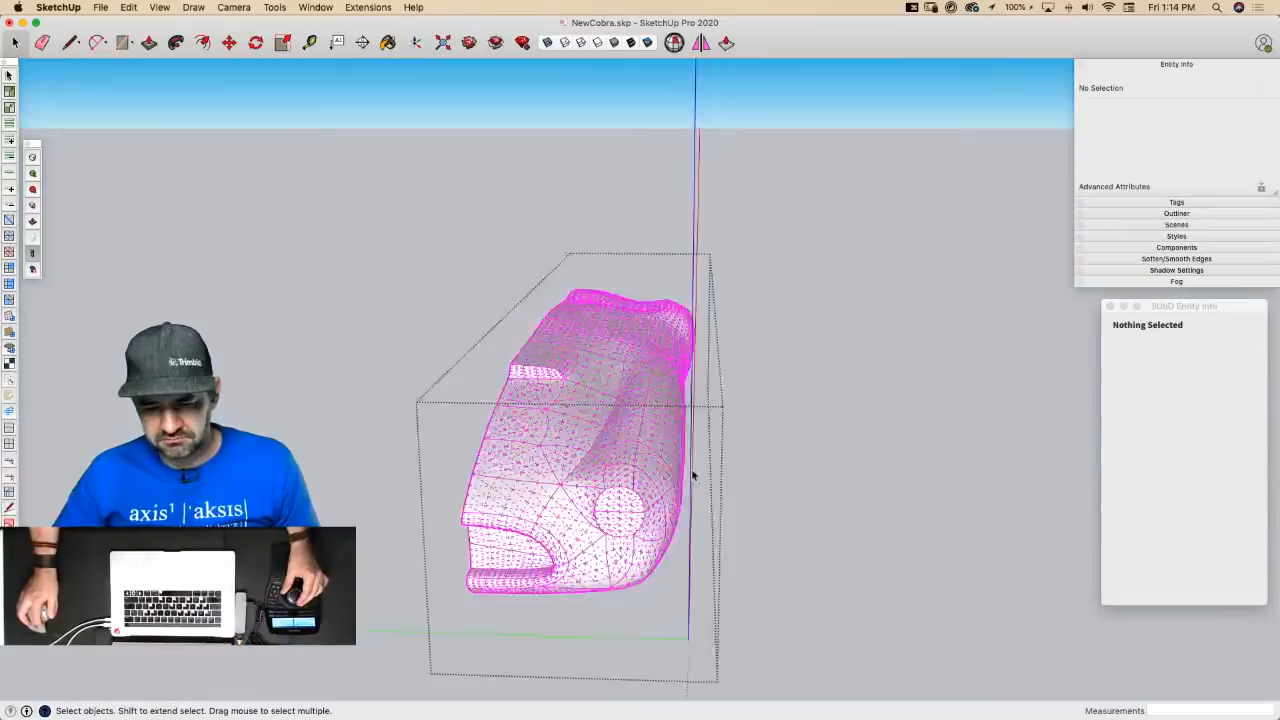 SketchUp File Edit View Draw Camera Tools Window Extensions Help 100% Fri 1:14 PM
NewCobra.skp - SketchUp Pro 2020
Entity Info
No Selection
Advanced Attributes
Tags
Outliner
Scenes
Styles
Components
Soften/Smooth Edges
Shadow Settings
Fog
SUbD Entity Info
Nothing Selected
Trimble
axis¹ |ˈaksɪs|
Select objects. Shift to extend select. Drag mouse to select multiple.
Measurements